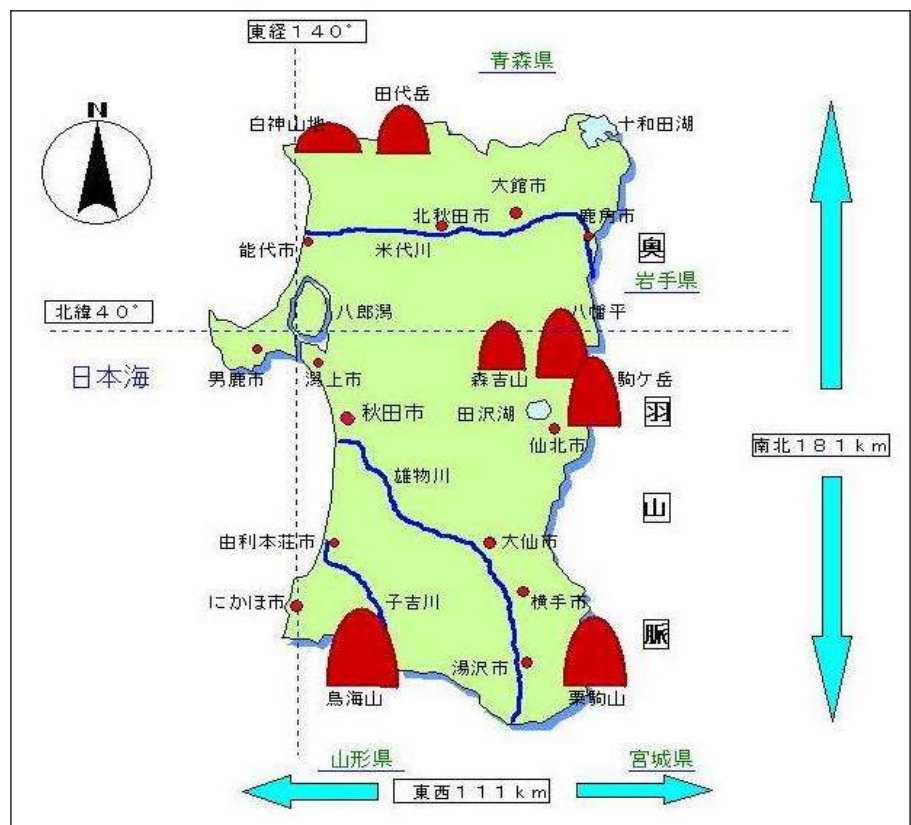 東経１４０°
青森県
田代岳
N
白神山地
十和田湖
大館市
北秋田市
鹿角市
能代市
米代川
奥
岩手県
北緯４０°
八郎潟
八幡平
日本海
男鹿市
潟上市
森吉山
駒ケ岳
秋田市
田沢湖
羽
仙北市
南北１８１ｋｍ
雄物川
山
由利本荘市
大仙市
にかほ市
子吉川
横手市
脈
湯沢市
鳥海山
栗駒山
山形県
宮城県
東西１１１ｋｍ